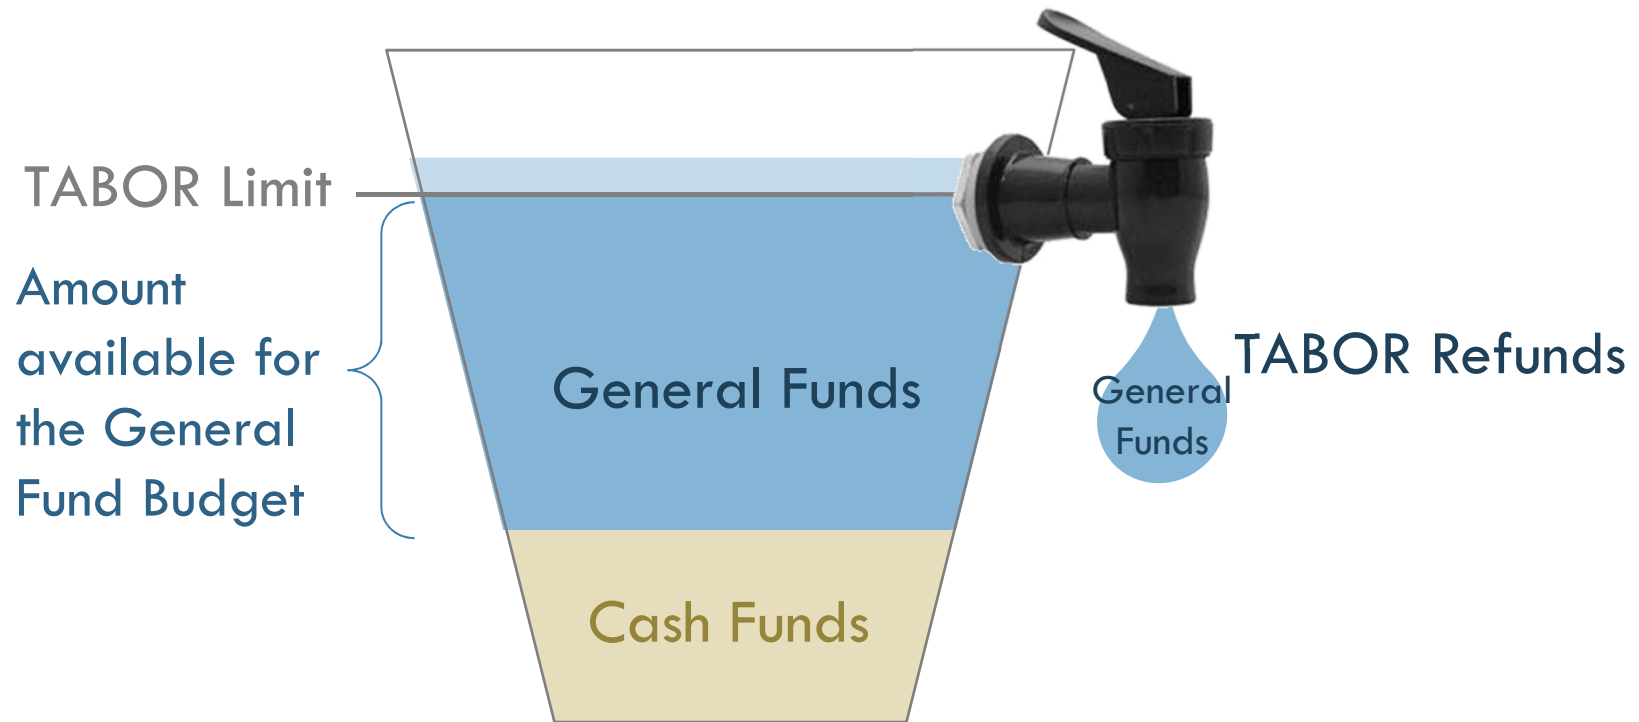 TABOR Limit
Amount
available for
the General
Fund Budget
General Funds
Cash Funds
TABOR Refunds
General
Funds